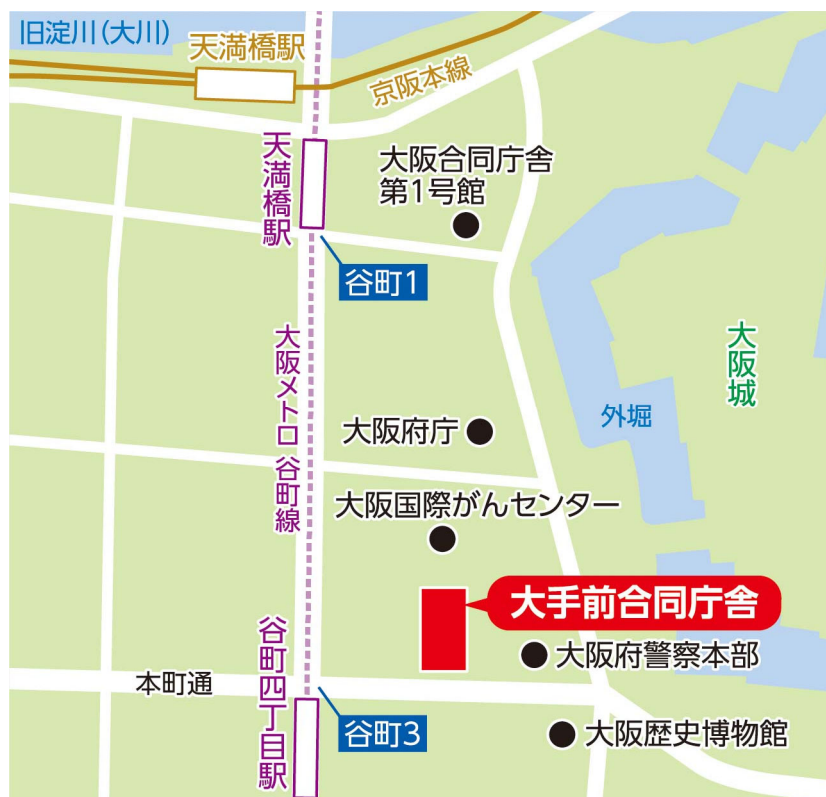 旧淀川(大川)
天満橋駅
京阪本線
天満橋駅
大阪合同庁舎
第1号館
谷町1
大阪メトロ 谷町線
大阪城
外堀
大阪府庁
大阪国際がんセンター
大手前合同庁舎
谷町四丁目駅
大阪府警察本部
本町通
谷町3
大阪歴史博物館